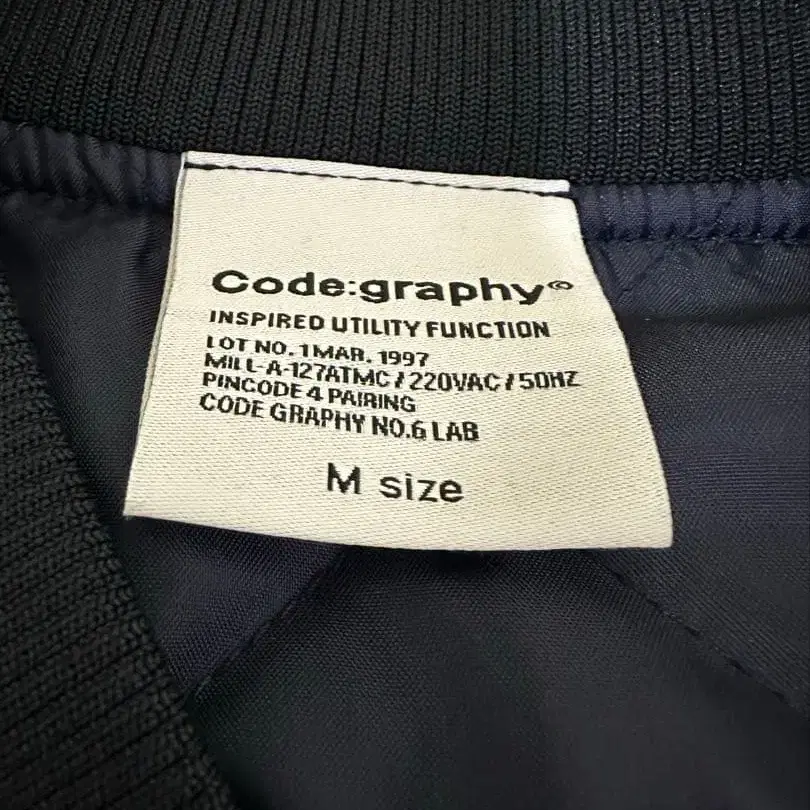 Code:graphy©
INSPIRED UTILITY FUNCTION
LOT NO. 1MAR. 1997
MILL-A-127ATMC / 220VAC / 50HZ
PINCODE 4 PAIRING
CODE GRAPHY NO.6 LAB
M size